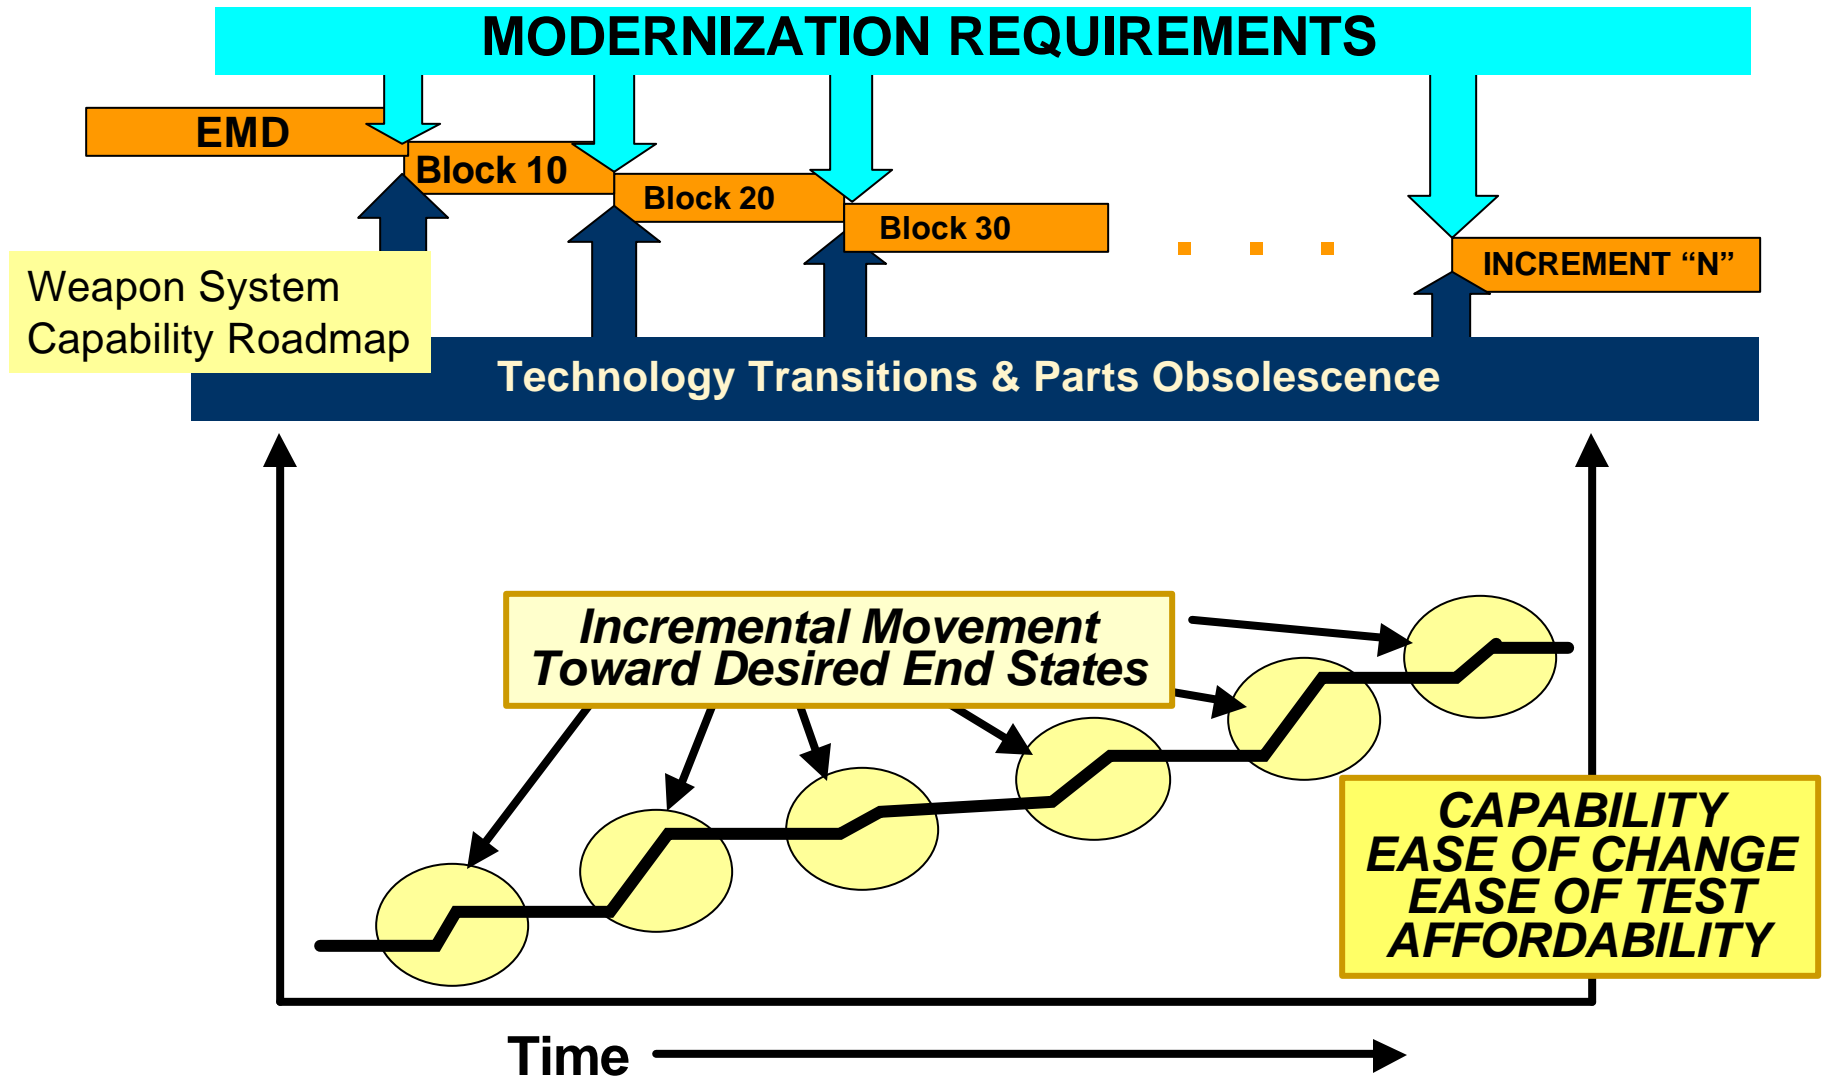 MODERNIZATION REQUIREMENTS
EMD
Block 10
Block 20
Block 30
INCREMENT “N”
Weapon System
Capability Roadmap
Technology Transitions & Parts Obsolescence
Incremental Movement
Toward Desired End States
CAPABILITY
EASE OF CHANGE
EASE OF TEST
AFFORDABILITY
Time